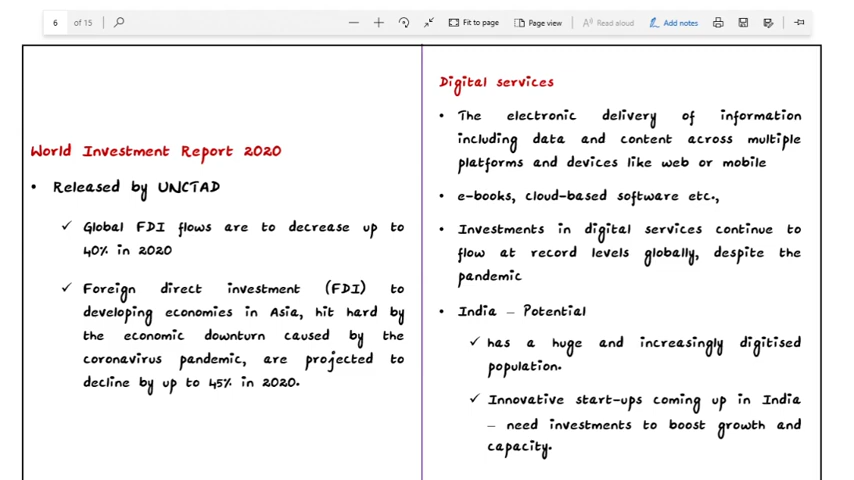 6 of 15
Fit to page
Page view
Read aloud
Add notes
World Investment Report 2020
• Released by UNCTAD
✓ Global FDI flows are to decrease up to
40% in 2020
✓ Foreign direct investment (FDI) to
developing economies in Asia, hit hard by
the economic downturn caused by the
coronavirus pandemic, are projected to
decline by up to 45% in 2020.
Digital services
• The electronic delivery of information
including data and content across multiple
platforms and devices like web or mobile
• e-books, cloud-based software etc.,
• Investments in digital services continue to
flow at record levels globally, despite the
pandemic
• India – Potential
✓ has a huge and increasingly digitised
population.
✓ Innovative start-ups coming up in India
– need investments to boost growth and
capacity.